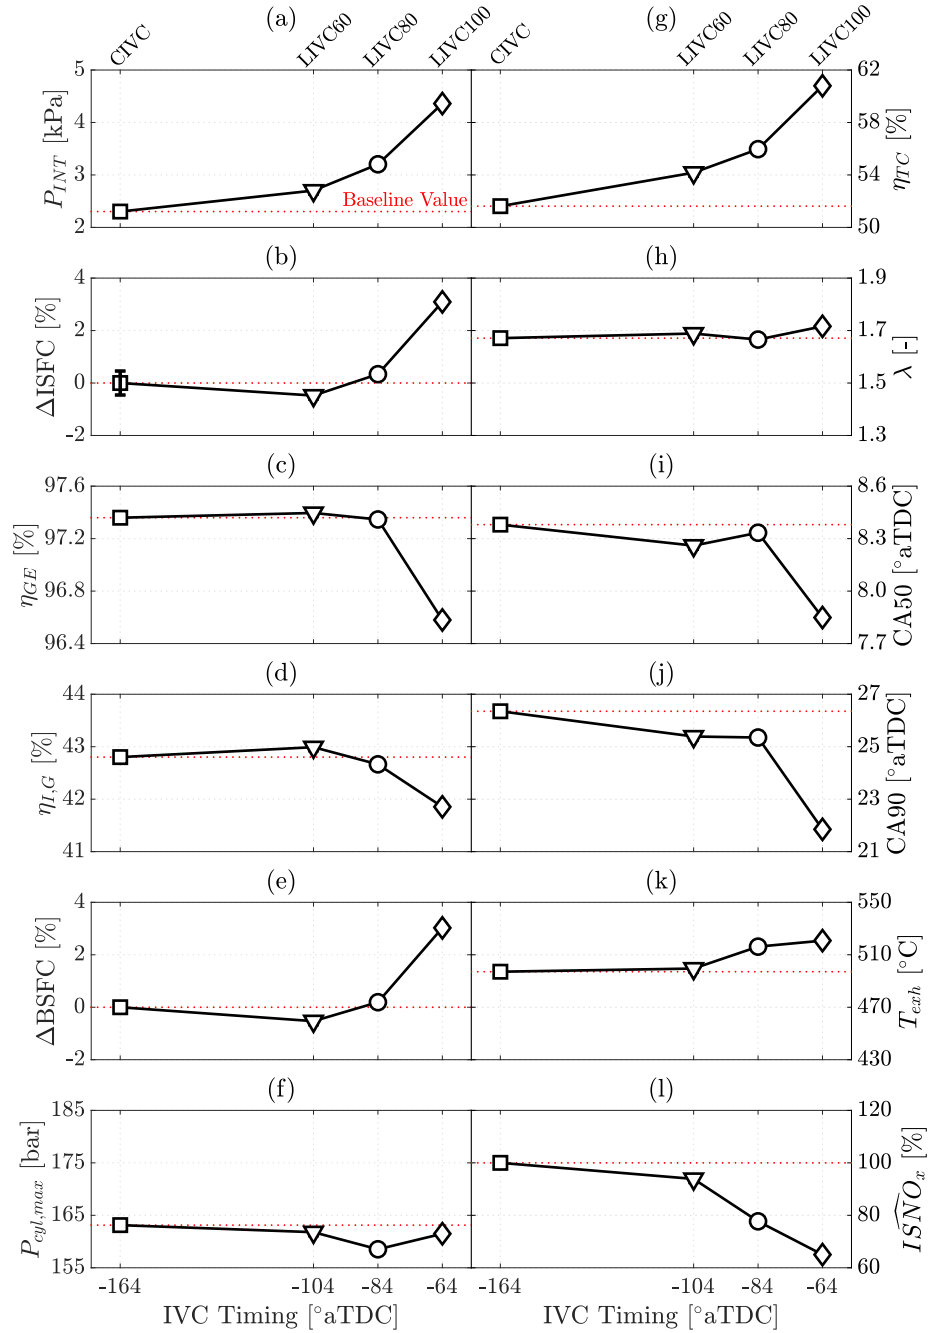 (a)
(g)
CIVC
LIVC60
LIVC80
LIVC100
CIVC
LIVC60
LIVC80
LIVC100
P_INT [kPa]
5
4
3
2
Baseline Value
62
58
54
50
η_TC [%]
(b)
(h)
ΔISFC [%]
4
2
0
-2
1.9
1.7
1.5
1.3
λ [-]
(c)
(i)
η_GE [%]
97.6
97.2
96.8
96.4
8.6
8.3
8.0
7.7
CA50 [°aTDC]
(d)
(j)
η_I,G [%]
44
43
42
41
27
25
23
21
CA90 [°aTDC]
(e)
(k)
ΔBSFC [%]
4
2
0
-2
550
510
470
430
T_exh [°C]
(f)
(l)
P_cyl,max [bar]
185
175
165
155
120
100
80
60
ISNO_x [%]
-164
-104
-84
-64
-164
-104
-84
-64
IVC Timing [°aTDC]
IVC Timing [°aTDC]